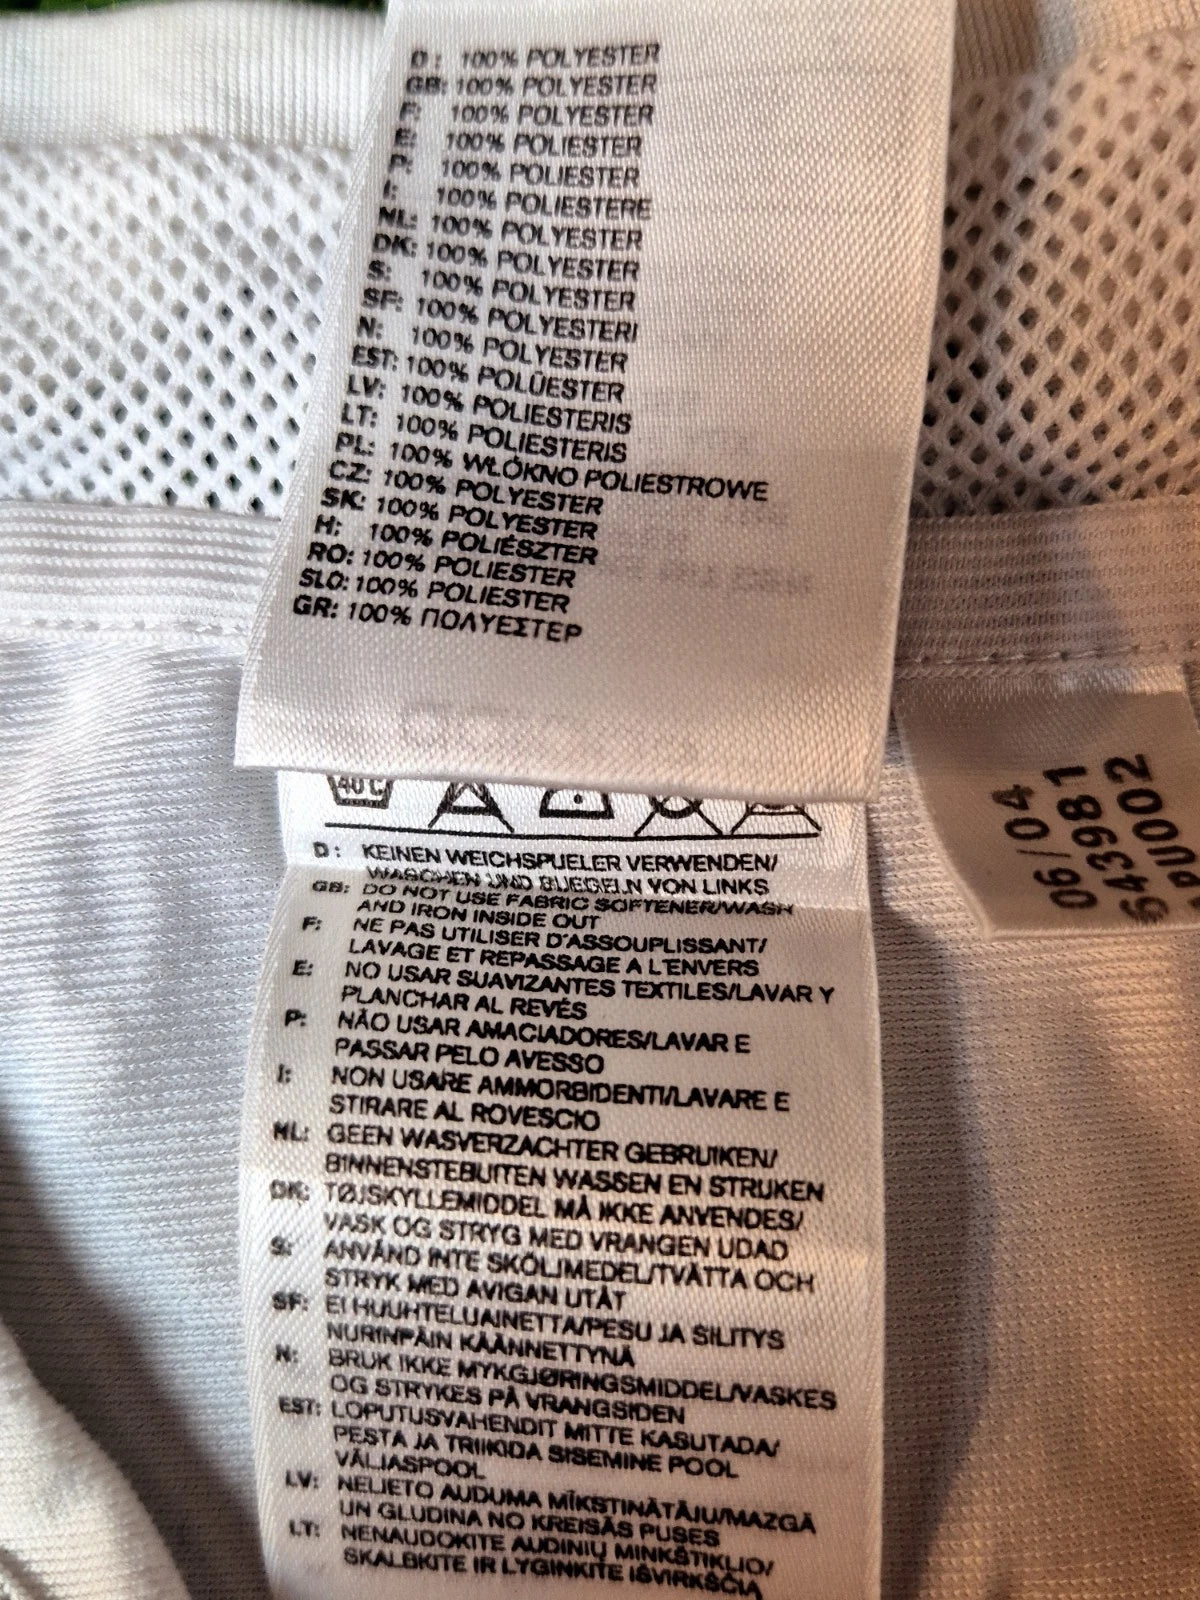 D: 100% POLYESTER
GB: 100% POLYESTER
F: 100% POLYESTER
E: 100% POLIESTER
P: 100% POLIESTER
I: 100% POLIESTERE
NL: 100% POLYESTER
DK: 100% POLYESTER
S: 100% POLYESTER
SF: 100% POLYESTERI
N: 100% POLYESTER
EST: 100% POLÜESTER
LV: 100% POLIESTERIS
LT: 100% POLIESTERIS
PL: 100% WŁÓKNO POLIESTROWE
CZ: 100% POLYESTER
SK: 100% POLYESTER
H: 100% POLIÉSZTER
RO: 100% POLIESTER
SLO: 100% POLIESTER
GR: 100% ΠΟΛΥΕΣΤΕΡ
40 C
D: KEINEN WEICHSPUELER VERWENDEN/
WASCHEN UND BUEGELN VON LINKS
GB: DO NOT USE FABRIC SOFTENER/WASH
AND IRON INSIDE OUT
F: NE PAS UTILISER D'ASSOUPLISSANT/
LAVAGE ET REPASSAGE A L'ENVERS
E: NO USAR SUAVIZANTES TEXTILES/LAVAR Y
PLANCHAR AL REVÉS
P: NÃO USAR AMACIADORES/LAVAR E
PASSAR PELO AVESSO
I: NON USARE AMMORBIDENTI/LAVARE E
STIRARE AL ROVESCIO
NL: GEEN WASVERZACHTER GEBRUIKEN/
BINNENSTEBUITEN WASSEN EN STRIJKEN
DK: TØJSKYLLEMIDDEL MÅ IKKE ANVENDES/
VASK OG STRYG MED VRANGEN UDAD
S: ANVÄND INTE SKÖLJMEDEL/TVÄTTA OCH
STRYK MED AVIGAN UTÅT
SF: EI HUUHTELUAINETTA/PESU JA SILITYS
NURINPÄIN KÄÄNNETTYNÄ
N: BRUK IKKE MYKGJØRINGSMIDDEL/VASKES
OG STRYKES PÅ VRANGSIDEN
EST: LOPUTUSVAHENDIT MITTE KASUTADA/
PESTA JA TRIIKIDA SISEMINE POOL
VÄLJASPOOL
LV: NELIETO AUDUMA MĪKSTINĀTĀJU/MAZGĀ
UN GLUDINA NO KREISĀS PUSES
LT: NENAUDOKITE AUDINIŲ MINKŠTIKLIO/
SKALBKITE IR LYGINKITE IŠVIRKŠČIĄ
06/04
043981
643002